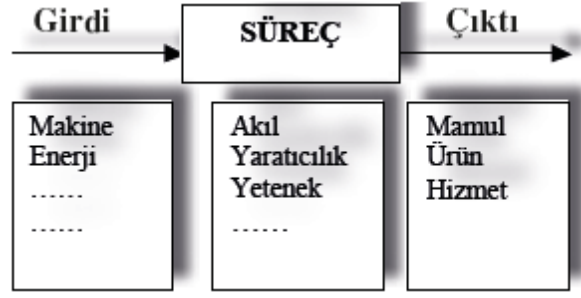 Girdi
SÜREÇ
Çıktı
Makine
Enerji
......
......
Akıl
Yaratıcılık
Yetenek
......
Mamul
Ürün
Hizmet